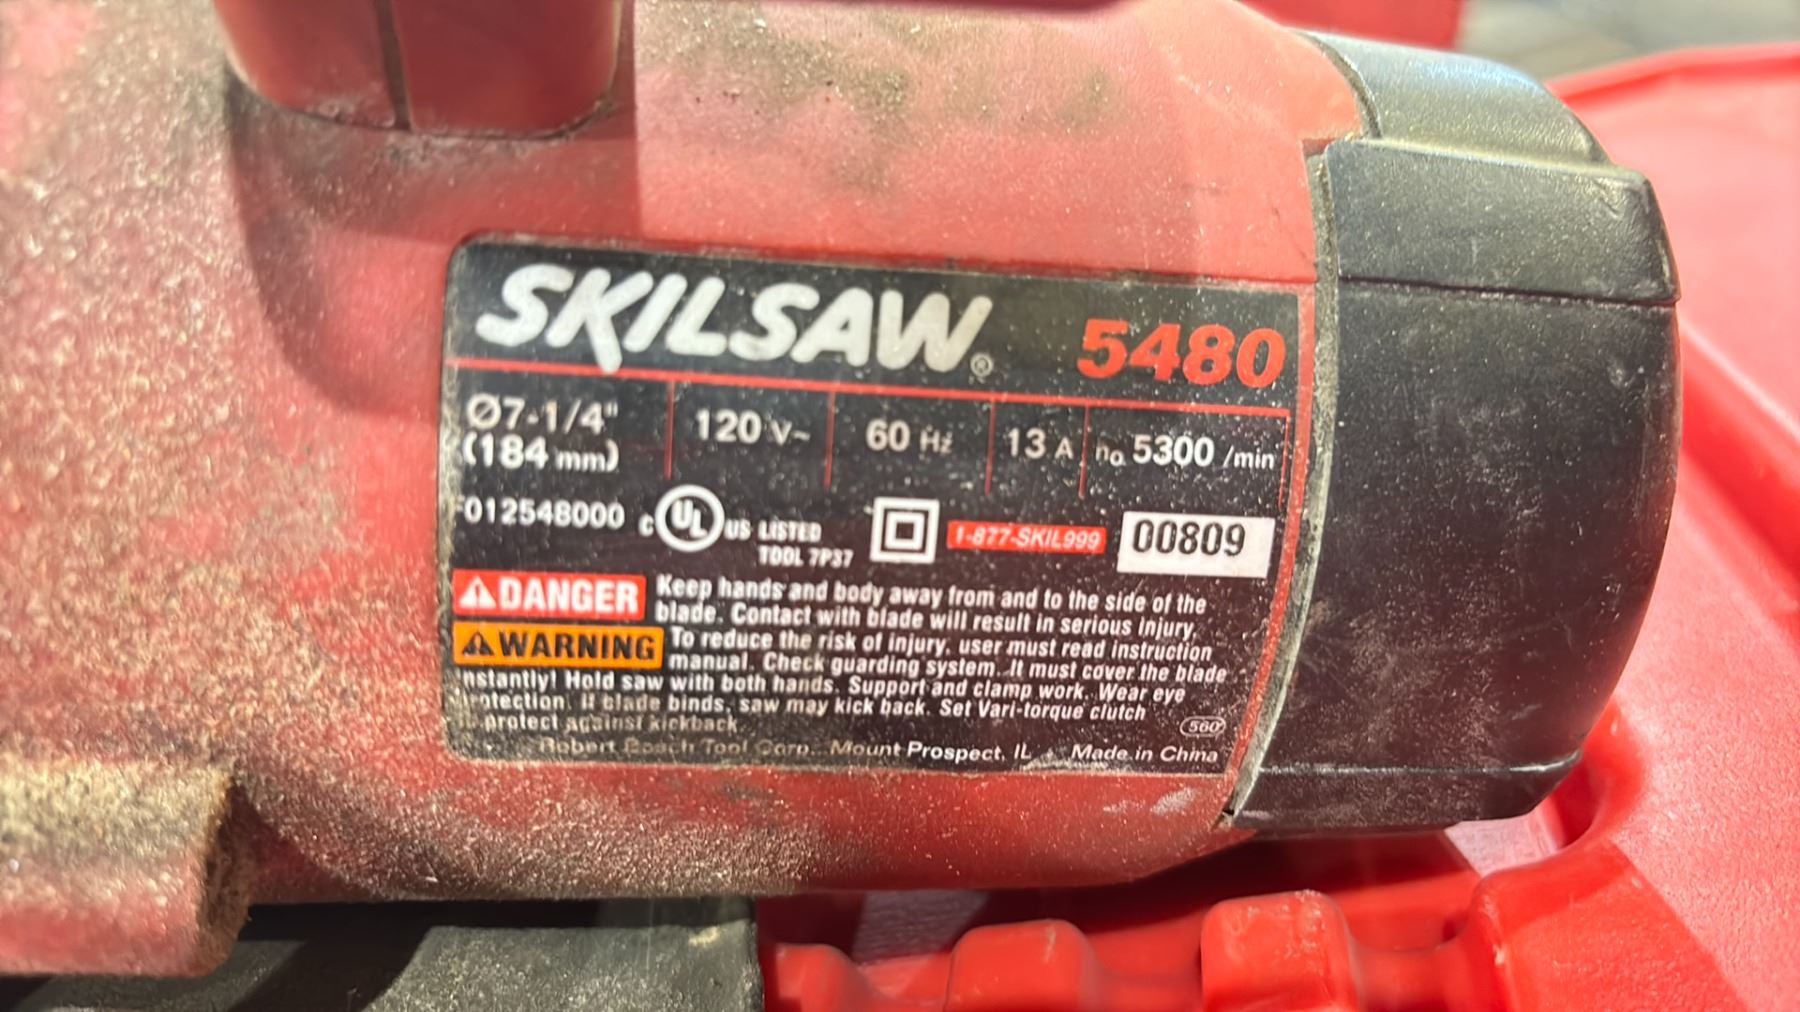 SKILSAW® 5480
Ø7-1/4" 120 V~ 60 Hz 13 A n₀ 5300 /min
(184 mm)
F012548000 c UL US LISTED 1-877-SKIL999 00809
TOOL 7P37
DANGER Keep hands and body away from and to the side of the
blade. Contact with blade will result in serious injury.
WARNING To reduce the risk of injury, user must read instruction
manual. Check guarding system. It must cover the blade
instantly! Hold saw with both hands. Support and clamp work. Wear eye
protection. If blade binds, saw may kick back. Set Vari-torque clutch
to protect against kickback. 560
Robert Bosch Tool Corp. Mount Prospect, IL Made in China